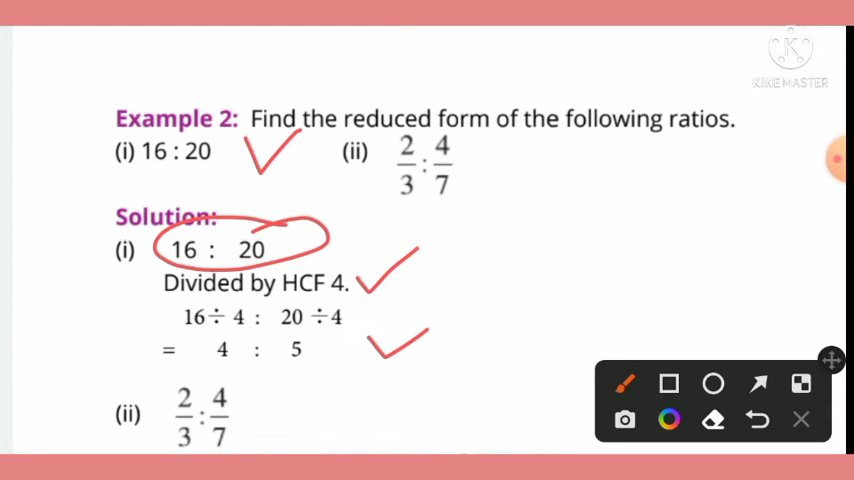 KINEMASTER
Example 2: Find the reduced form of the following ratios.
(i) 16 : 20 (ii) 2/3 : 4/7
Solution:
(i) 16 : 20
Divided by HCF 4.
16 ÷ 4 : 20 ÷ 4
= 4 : 5
(ii) 2/3 : 4/7